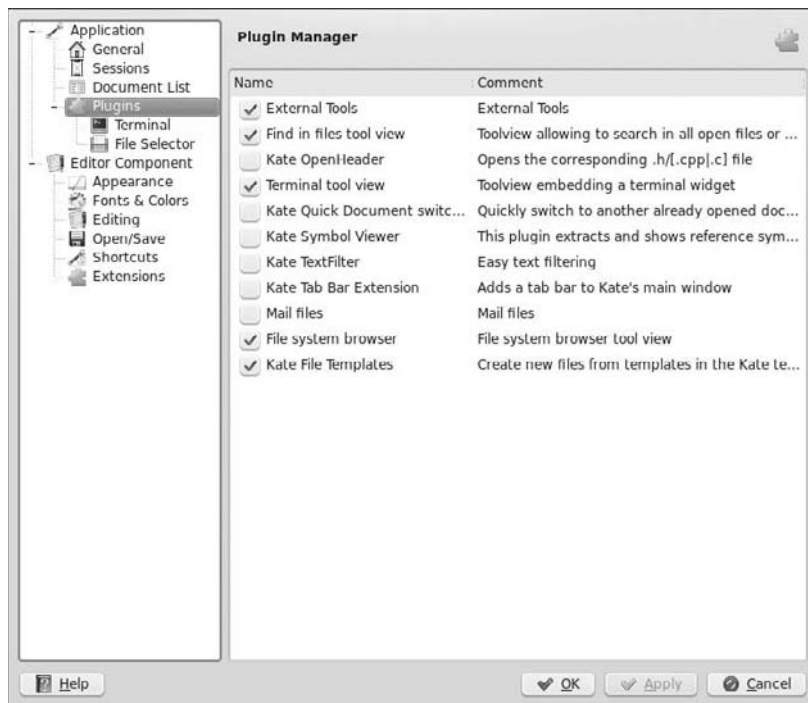 Application
General
Sessions
Document List
Plugins
Terminal
File Selector
Editor Component
Appearance
Fonts & Colors
Editing
Open/Save
Shortcuts
Extensions
Plugin Manager
Name Comment
External Tools External Tools
Find in files tool view Toolview allowing to search in all open files or ...
Kate OpenHeader Opens the corresponding .h/[.cpp|.c] file
Terminal tool view Toolview embedding a terminal widget
Kate Quick Document switc... Quickly switch to another already opened doc...
Kate Symbol Viewer This plugin extracts and shows reference sym...
Kate TextFilter Easy text filtering
Kate Tab Bar Extension Adds a tab bar to Kate's main window
Mail files Mail files
File system browser File system browser tool view
Kate File Templates Create new files from templates in the Kate te...
Help OK Apply Cancel